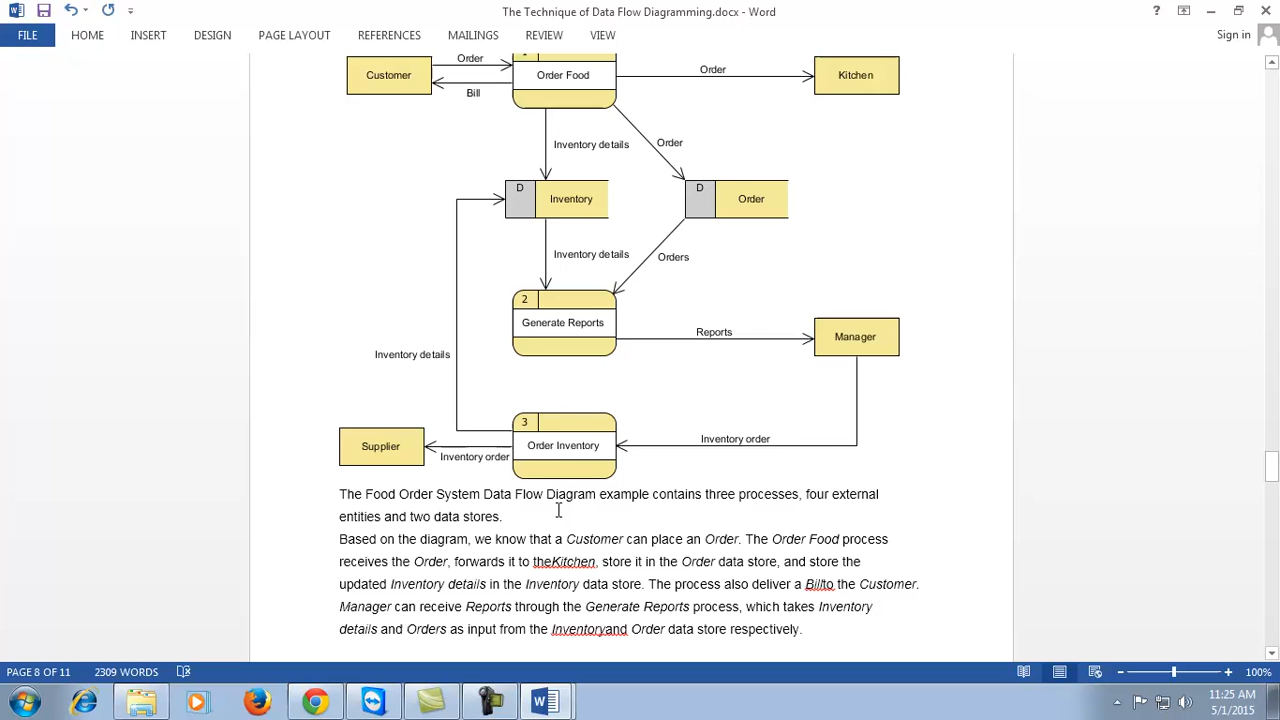 The Technique of Data Flow Diagramming.docx - Word
FILE HOME INSERT DESIGN PAGE LAYOUT REFERENCES MAILINGS REVIEW VIEW Sign in
Order
Customer Order Food Order Kitchen
Bill
Inventory details Order
D Inventory D Order
Inventory details Orders
2
Generate Reports Reports Manager
Inventory details
3
Supplier Order Inventory Inventory order
Inventory order
The Food Order System Data Flow Diagram example contains three processes, four external
entities and two data stores.
Based on the diagram, we know that a Customer can place an Order. The Order Food process
receives the Order, forwards it to theKitchen, store it in the Order data store, and store the
updated Inventory details in the Inventory data store. The process also deliver a Billto the Customer.
Manager can receive Reports through the Generate Reports process, which takes Inventory
details and Orders as input from the Inventoryand Order data store respectively.
PAGE 8 OF 11 2309 WORDS 100%
11:25 AM
5/1/2015